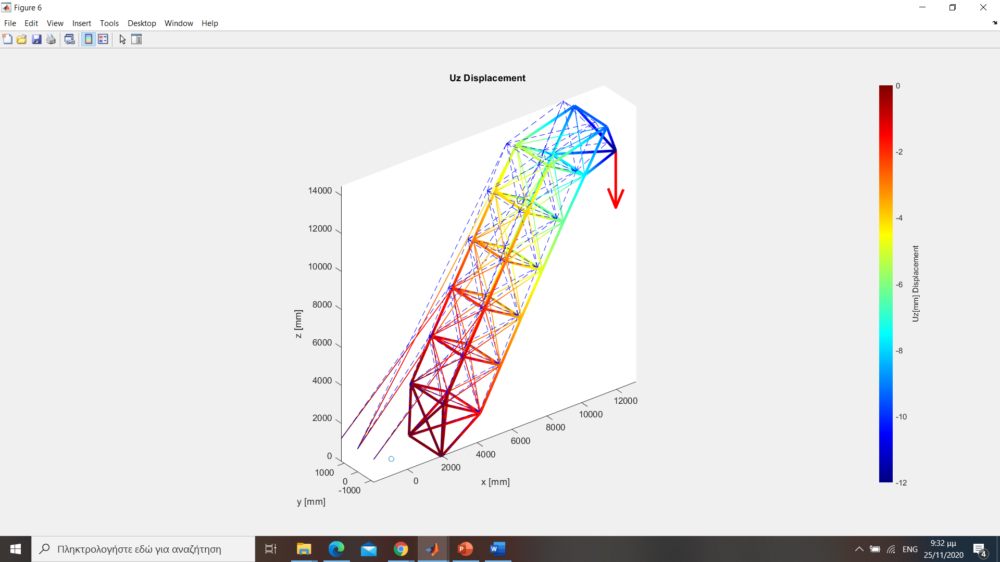 Figure 6
File Edit View Insert Tools Desktop Window Help
Uz Displacement
14000
12000
10000
8000
6000
4000
2000
0
z [mm]
1000
0
-1000
y [mm]
0
2000
4000
6000
8000
10000
12000
x [mm]
0
-2
-4
-6
-8
-10
-12
Uz[mm] Displacement
Πληκτρολογήστε εδώ για αναζήτηση
P
W
ENG
9:32 μμ
25/11/2020
4